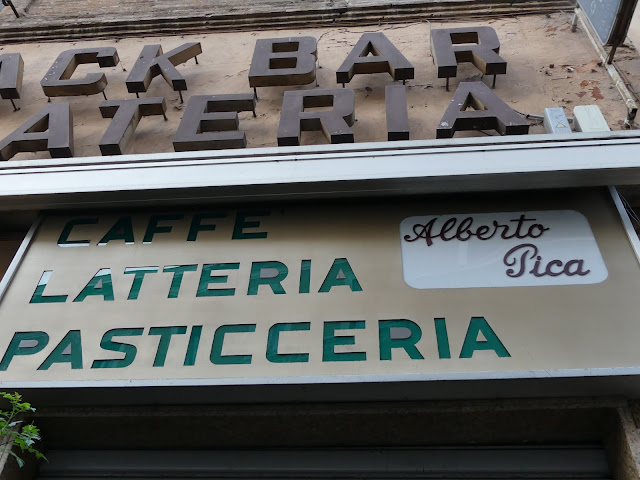 CK BAR
ATERIA
CAFFE'
LATTERIA
PASTICCERIA
Alberto
Pica